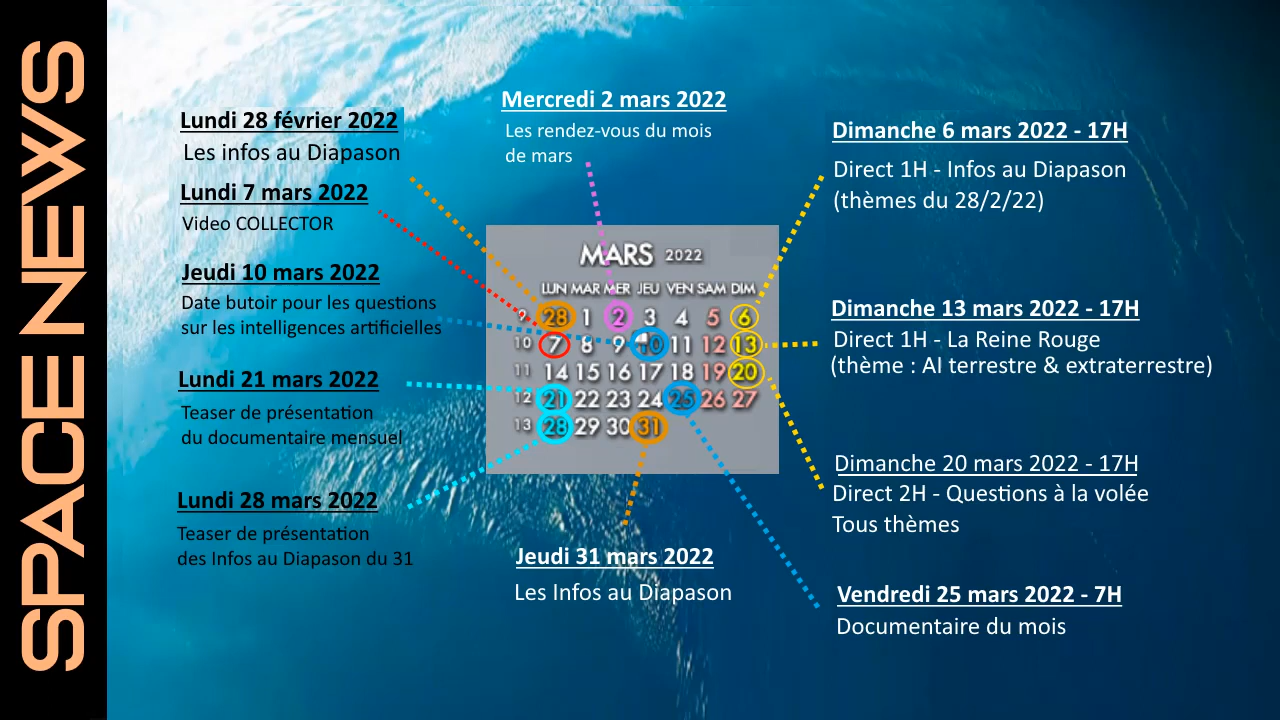 SPACE NEWS
Lundi 28 février 2022
Les infos au Diapason
Lundi 7 mars 2022
Video COLLECTOR
Jeudi 10 mars 2022
Date butoir pour les questions
sur les intelligences artificielles
Lundi 21 mars 2022
Teaser de présentation
du documentaire mensuel
Lundi 28 mars 2022
Teaser de présentation
des Infos au Diapason du 31
Mercredi 2 mars 2022
Les rendez-vous du mois
de mars
MARS 2022
LUN MAR MER JEU VEN SAM DIM
9 28 1 2 3 4 5 6
10 7 8 9 10 11 12 13
11 14 15 16 17 18 19 20
12 21 22 23 24 25 26 27
13 28 29 30 31
Jeudi 31 mars 2022
Les Infos au Diapason
Dimanche 6 mars 2022 - 17H
Direct 1H - Infos au Diapason
(thèmes du 28/2/22)
Dimanche 13 mars 2022 - 17H
Direct 1H - La Reine Rouge
(thème : AI terrestre & extraterrestre)
Dimanche 20 mars 2022 - 17H
Direct 2H - Questions à la volée
Tous thèmes
Vendredi 25 mars 2022 - 7H
Documentaire du mois